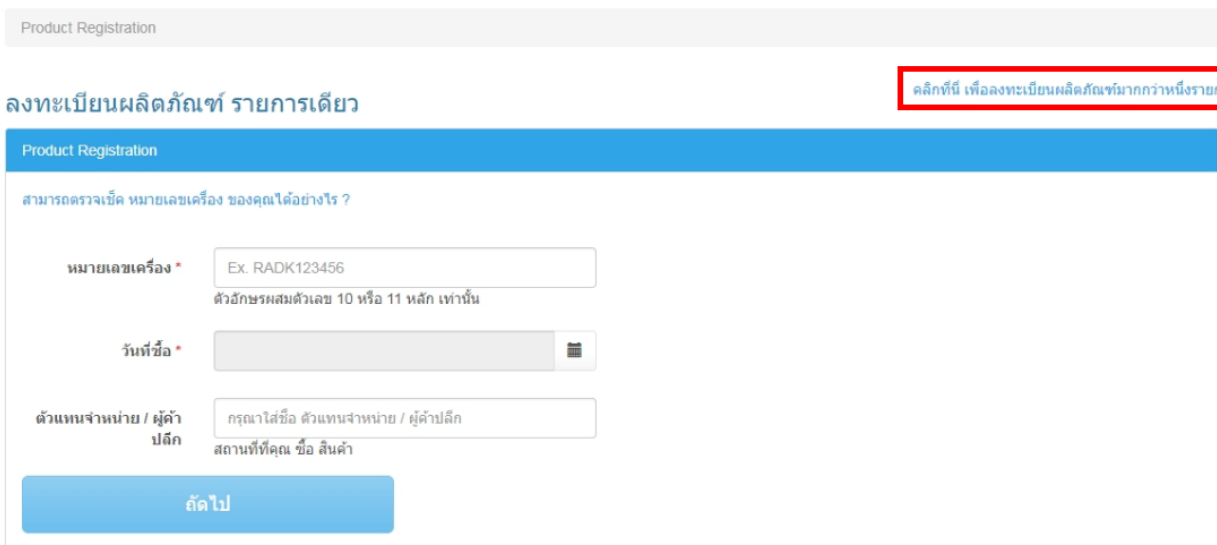 Product Registration
คลิกที่นี่ เพื่อลงทะเบียนผลิตภัณฑ์มากกว่าหนึ่ง
ลงทะเบียนผลิตภัณฑ์ รายการเดียว
Product Registration
สามารถตรวจเช็ค หมายเลขเครื่อง ของคุณได้อย่างไร ?
หมายเลขเครื่อง *
Ex. RADK123456
ตัวอักษรผสมตัวเลข 10 หรือ 11 หลัก เท่านั้น
วันที่ซื้อ *
ตัวแทนจำหน่าย / ผู้ค้า
ปลีก
กรุณาใส่ชื่อ ตัวแทนจำหน่าย / ผู้ค้าปลีก
สถานที่ที่คุณ ซื้อ สินค้า
ถัดไป